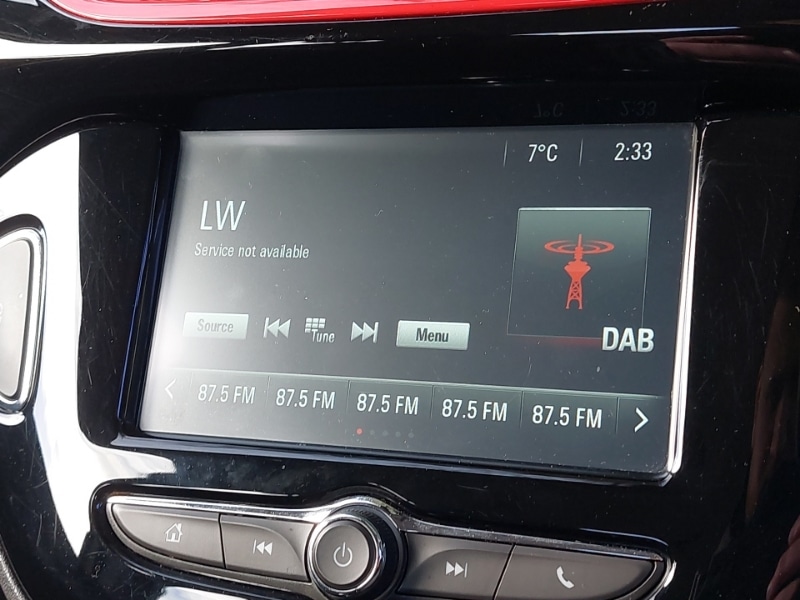 7°C 2:33
LW
Service not available
DAB
Source Tune Menu
87.5 FM 87.5 FM 87.5 FM 87.5 FM 87.5 FM